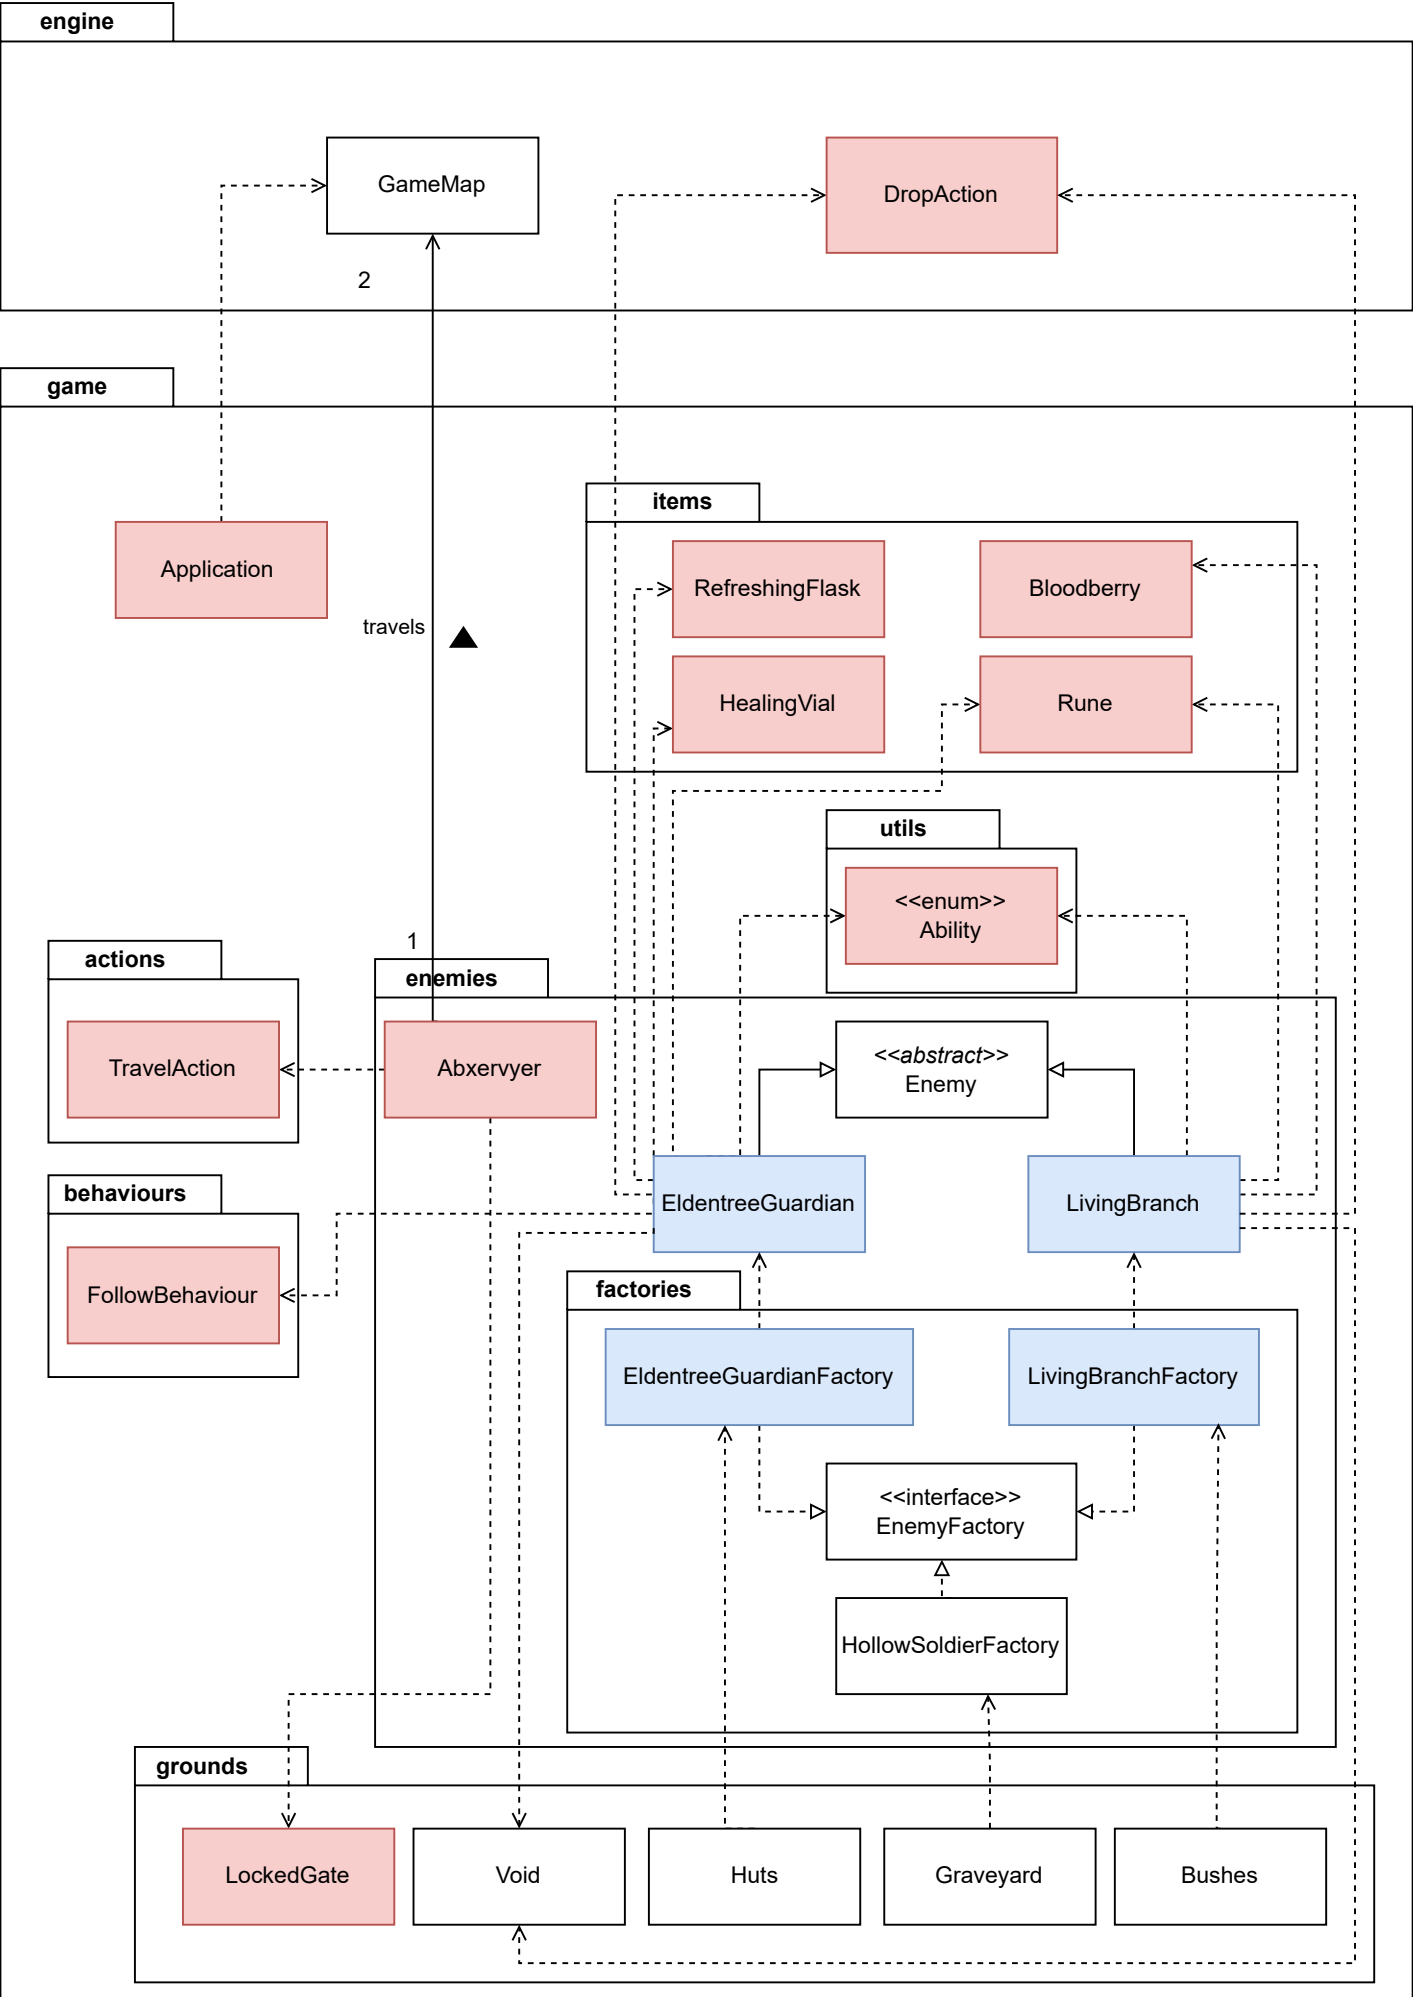 engine
GameMap
DropAction
2
game
items
Application
RefreshingFlask
Bloodberry
travels
HealingVial
Rune
utils
<<enum>>
Ability
1
actions
enemies
TravelAction
Abxervyer
<<abstract>>
Enemy
behaviours
EldentreeGuardian
LivingBranch
FollowBehaviour
factories
EldentreeGuardianFactory
LivingBranchFactory
<<interface>>
EnemyFactory
HollowSoldierFactory
grounds
LockedGate
Void
Huts
Graveyard
Bushes